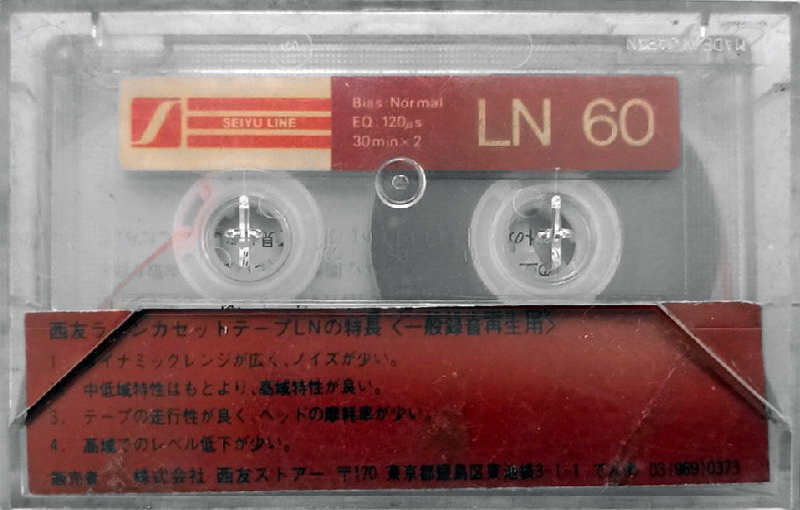 SEIYU LINE
Bias:Normal
EQ:120μs
30min×2
LN 60
西友ラインカセットテープLNの特長〈一般録音再生用〉
1. ダイナミックレンジが広く、ノイズが少い。
中低域特性はもとより、高域特性が良い。
3. テープの走行性が良く、ヘッドの摩耗率が少い。
4. 高域でのレベル低下が少い。
販売者 株式会社 西友ストアー 〒170 東京都豊島区東池袋3-1-1 でんわ 03(989)0373